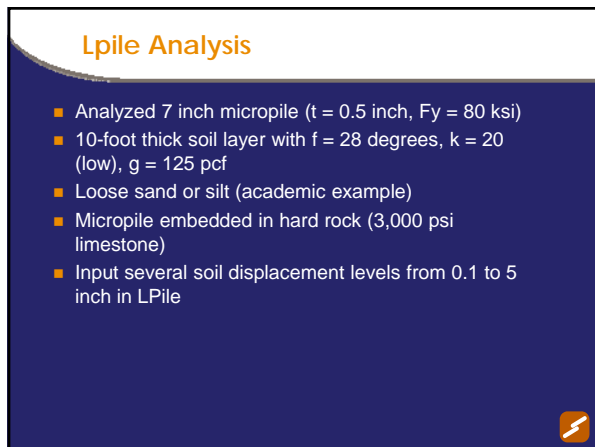 Lpile Analysis
Analyzed 7 inch micropile (t = 0.5 inch, Fy = 80 ksi)
10-foot thick soil layer with f = 28 degrees, k = 20
(low), g = 125 pcf
Loose sand or silt (academic example)
Micropile embedded in hard rock (3,000 psi
limestone)
Input several soil displacement levels from 0.1 to 5
inch in LPile